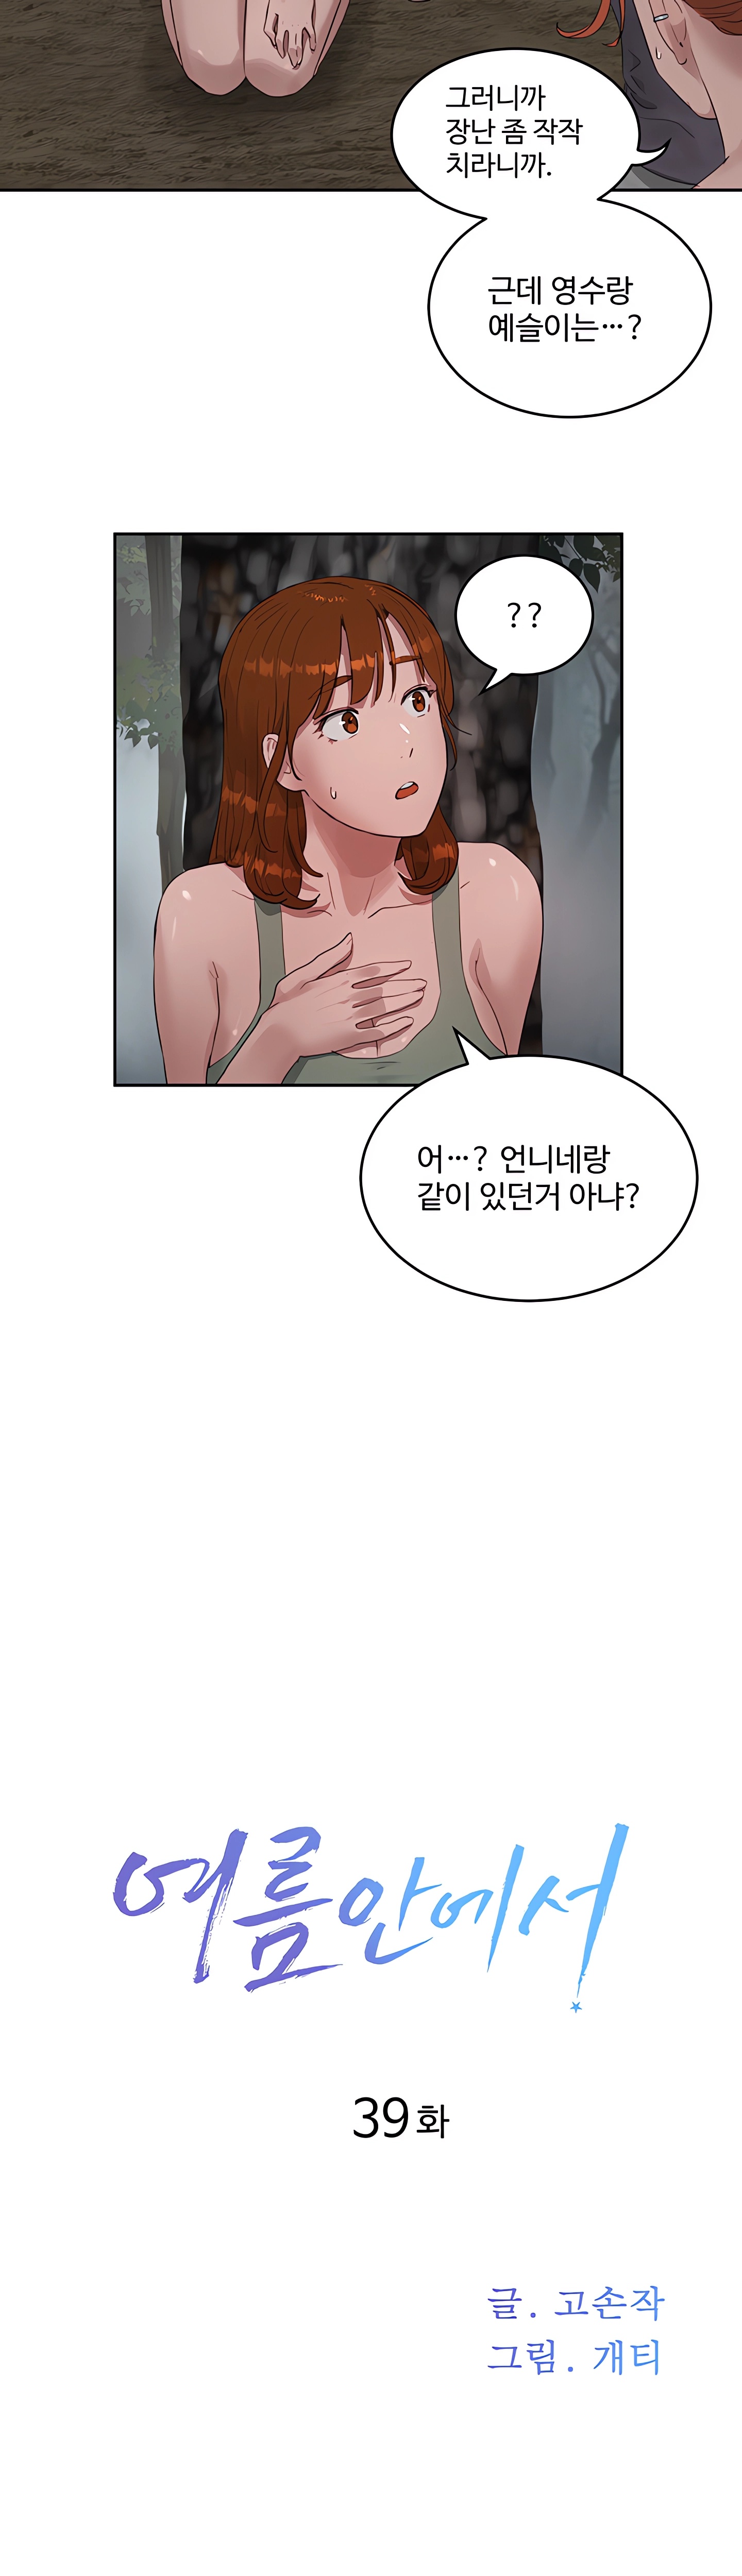 그러니까
장난 좀 작작
치라니까.
근데 영수랑
예슬이는…?
??
어…? 언니네랑
같이 있던거 아냐?
여름안에서
39화
글. 고손작
그림. 개티